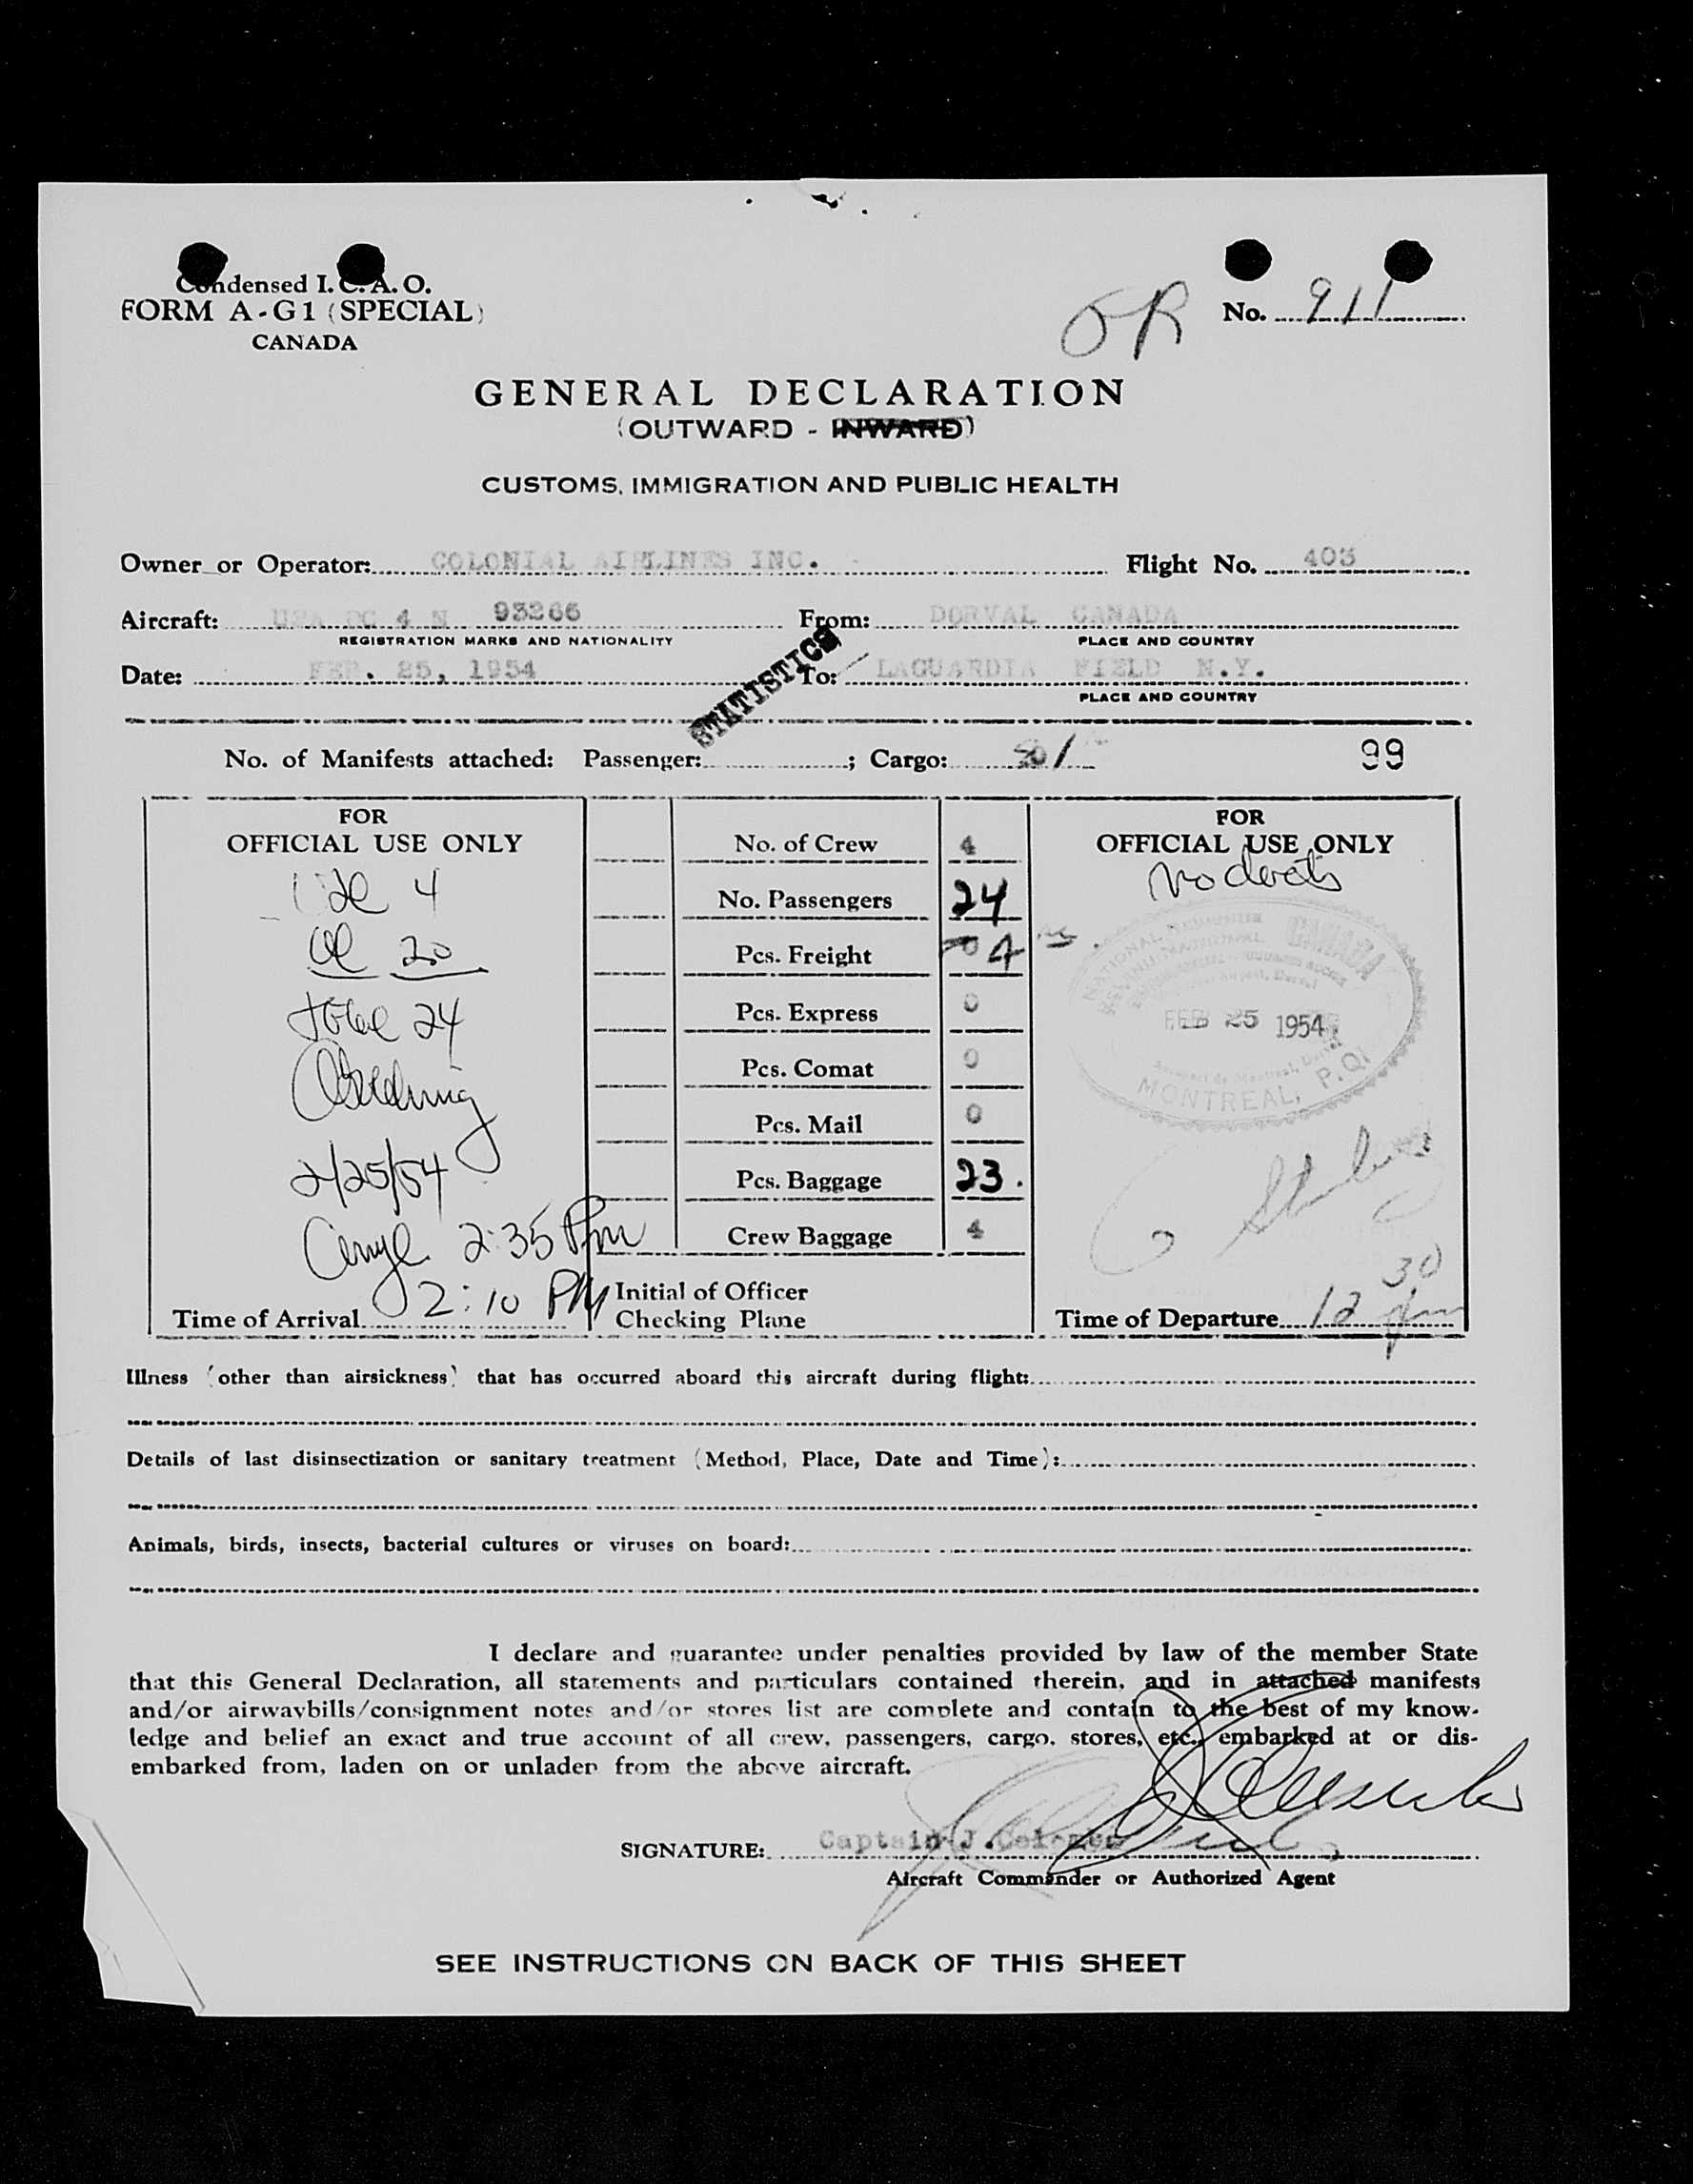 Condensed I.C.A.O.
FORM A-G1 (SPECIAL)
CANADA
No. 911
GENERAL DECLARATION
(OUTWARD - INWARD)
CUSTOMS, IMMIGRATION AND PUBLIC HEALTH
Owner or Operator: COLONIAL AIRLINES INC. Flight No. 403
Aircraft: USA DC 4 N 93266 From: DORVAL CANADA
REGISTRATION MARKS AND NATIONALITY PLACE AND COUNTRY
Date: FEB. 25, 1954 To: LAGUARDIA FIELD N.Y.
PLACE AND COUNTRY
STATISTICS
No. of Manifests attached: Passenger: ; Cargo: 1 99
FOR OFFICIAL USE ONLY
4
20
24
2/25/54
2:35 Pm
Time of Arrival 2:10 PM
No. of Crew 4
No. Passengers 24
Pcs. Freight 4
Pcs. Express 0
Pcs. Comat 0
Pcs. Mail 0
Pcs. Baggage 23
Crew Baggage 4
Initial of Officer
Checking Plane
FOR OFFICIAL USE ONLY
CANADA
FEB 25 1954
MONTREAL, P.Q.
Time of Departure 12 30 pm
Illness (other than airsickness) that has occurred aboard this aircraft during flight:
Details of last disinsectization or sanitary treatment (Method, Place, Date and Time):
Animals, birds, insects, bacterial cultures or viruses on board:
I declare and guarantee under penalties provided by law of the member State
that this General Declaration, all statements and particulars contained therein, and in attached manifests
and/or airwaybills/consignment notes and/or stores list are complete and contain to the best of my know-
ledge and belief an exact and true account of all crew, passengers, cargo, stores, etc., embarked at or dis-
embarked from, laden on or unladen from the above aircraft.
SIGNATURE: Captain J.
Aircraft Commander or Authorized Agent
SEE INSTRUCTIONS ON BACK OF THIS SHEET